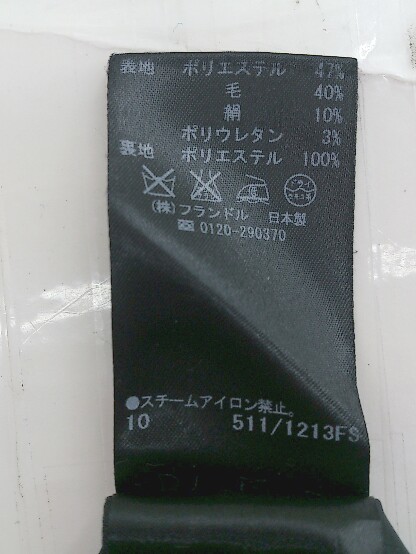 表地 ポリエステル 47%
毛 40%
絹 10%
ポリウレタン 3%
裏地 ポリエステル 100%
(株)フランドル 日本製
☎ 0120-290370
●スチームアイロン禁止。
10 511/1213FS